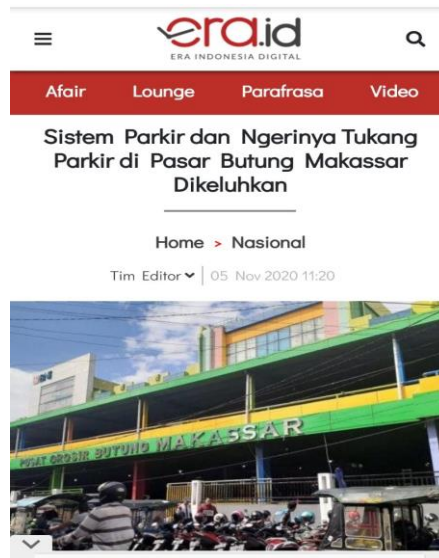 era.id
ERA INDONESIA DIGITAL
Afair Lounge Parafrasa Video
Sistem Parkir dan Ngerinya Tukang
Parkir di Pasar Butung Makassar
Dikeluhkan
Home > Nasional
Tim Editor 05 Nov 2020 11:20
PUSAT GROSIR BUTUNG MAKASSAR